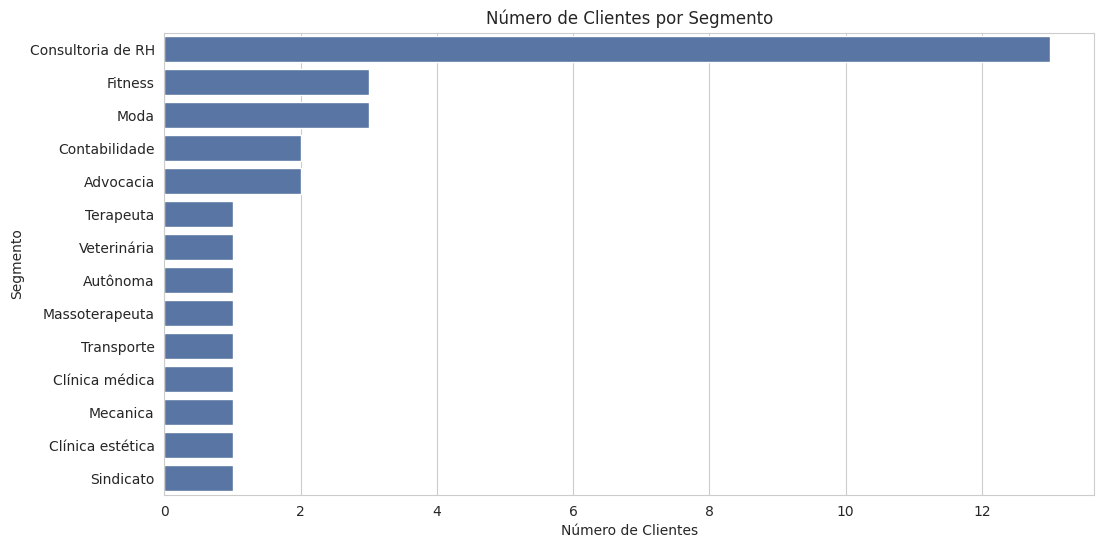 Número de Clientes por Segmento
Consultoria de RH
Fitness
Moda
Contabilidade
Advocacia
Terapeuta
Veterinária
Autônoma
Massoterapeuta
Transporte
Clínica médica
Mecanica
Clínica estética
Sindicato
Segmento
0 2 4 6 8 10 12
Número de Clientes